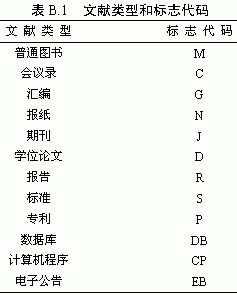 表 B.1 文献类型和标志代码
文 献 类 型 标 志 代 码
普通图书 M
会议录 C
汇编 G
报纸 N
期刊 J
学位论文 D
报告 R
标准 S
专利 P
数据库 DB
计算机程序 CP
电子公告 EB